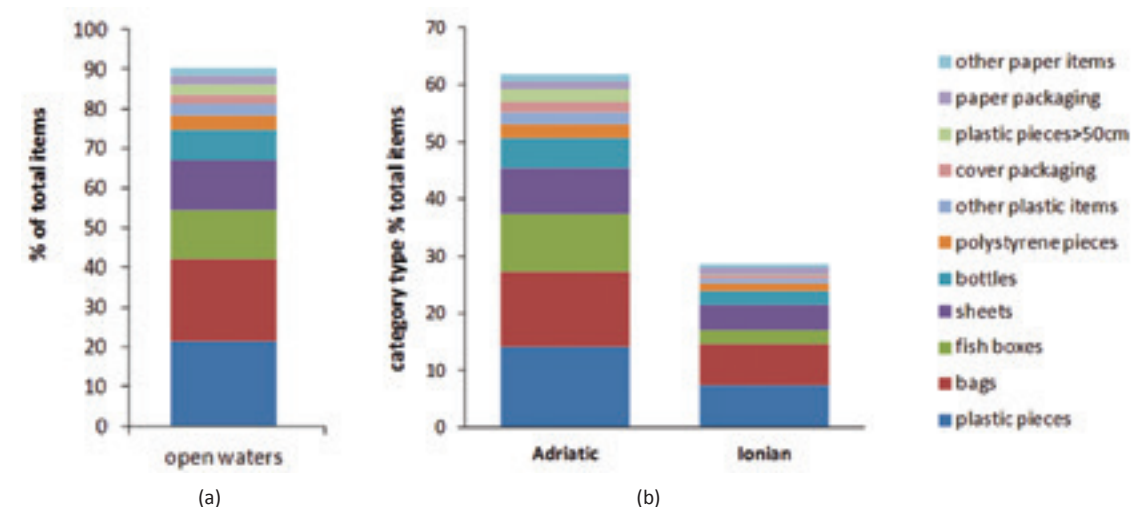 % of total items
100
90
80
70
60
50
40
30
20
10
0
open waters
(a)
category type % total items
70
60
50
40
30
20
10
0
Adriatic
Ionian
(b)
other paper items
paper packaging
plastic pieces>50cm
cover packaging
other plastic items
polystyrene pieces
bottles
sheets
fish boxes
bags
plastic pieces